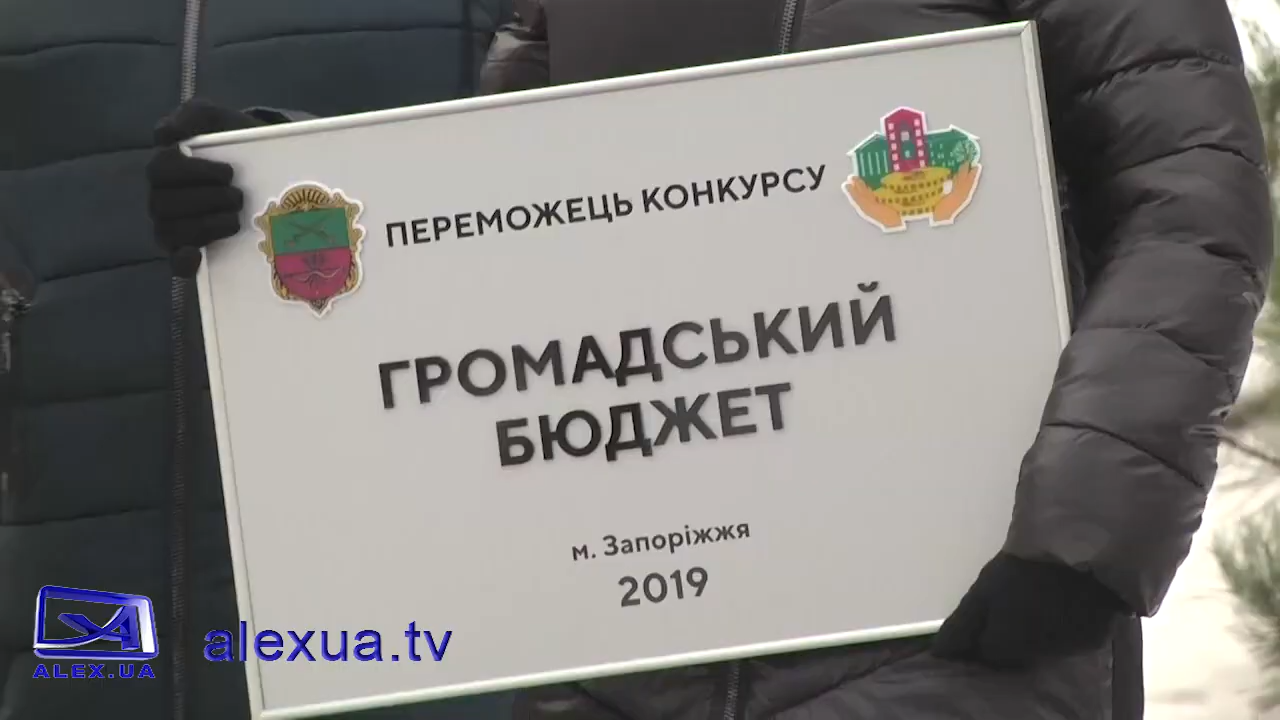 ПЕРЕМОЖЕЦЬ КОНКУРСУ
ГРОМАДСЬКИЙ
БЮДЖЕТ
м. Запоріжжя
2019
ALEX.UA
alexua.tv